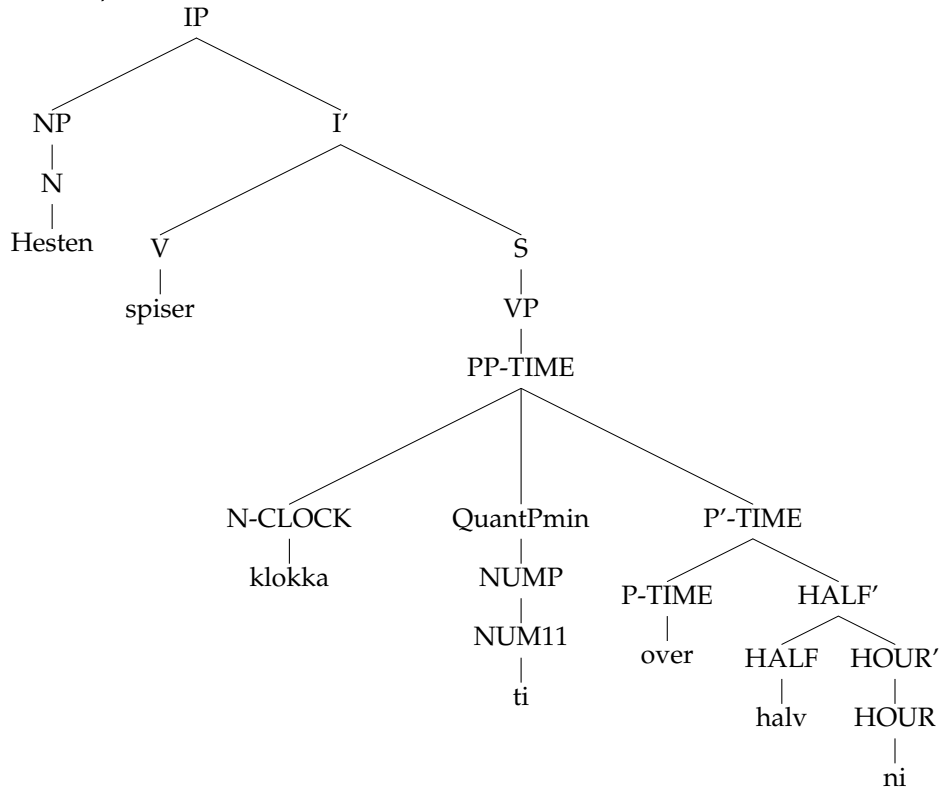 IP
NP I'
N
Hesten V S
spiser VP
PP-TIME
N-CLOCK QuantPmin P'-TIME
klokka NUMP P-TIME HALF'
NUM11 over HALF HOUR'
ti halv HOUR
ni